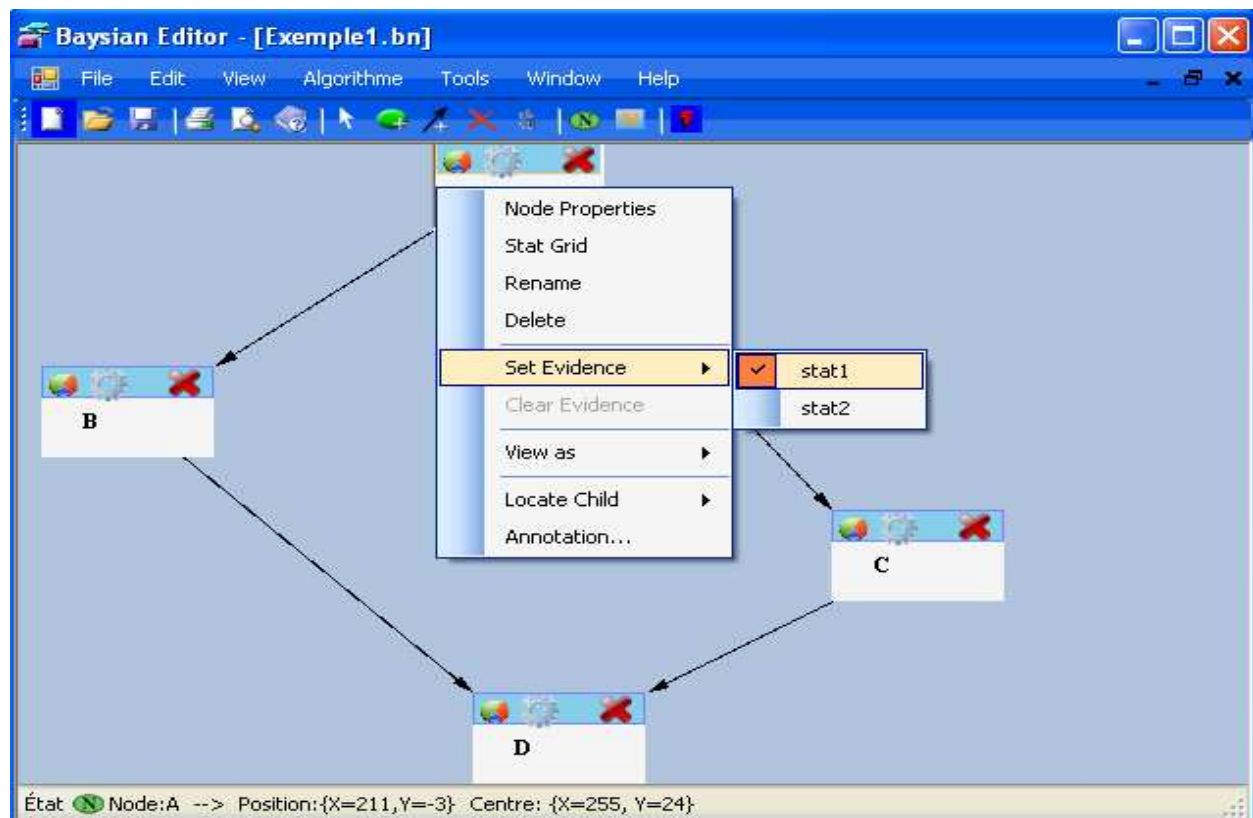 Baysian Editor - [Exemple1.bn]
File Edit View Algorithme Tools Window Help
N
Node Properties
Stat Grid
Rename
Delete
Set Evidence
stat1
Clear Evidence
stat2
View as
Locate Child
Annotation...
B
C
D
État N Node:A --> Position:{X=211,Y=-3} Centre: {X=255, Y=24}